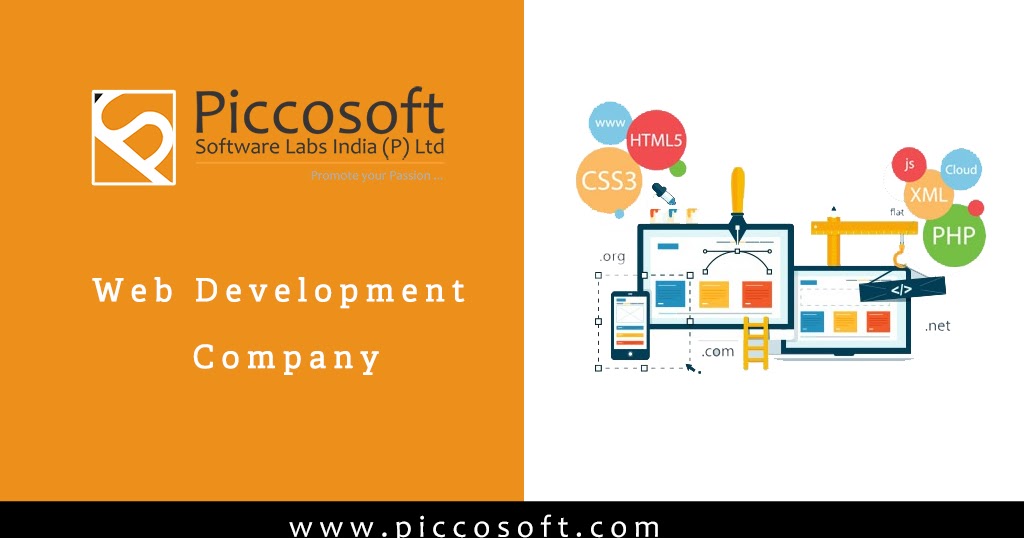 Piccosoft
Software Labs India (P) Ltd
Promote your Passion ...
Web Development
Company
www
HTML5
CSS3
js
Cloud
XML
flat
PHP
.org
</>
.net
.com
www.piccosoft.com